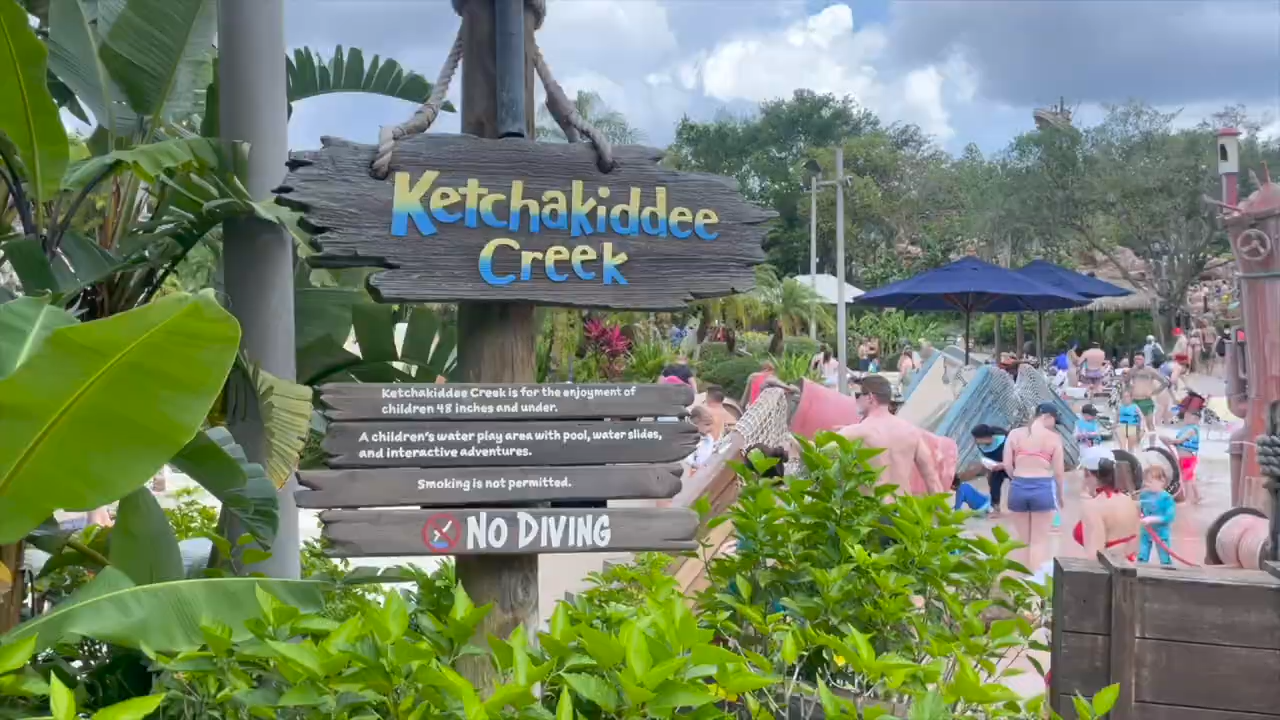 Ketchakiddee
Creek
Ketchakiddee Creek is for the enjoyment of
children 48 inches and under.
A children's water play area with pool, water slides,
and interactive adventures.
Smoking is not permitted.
NO DIVING